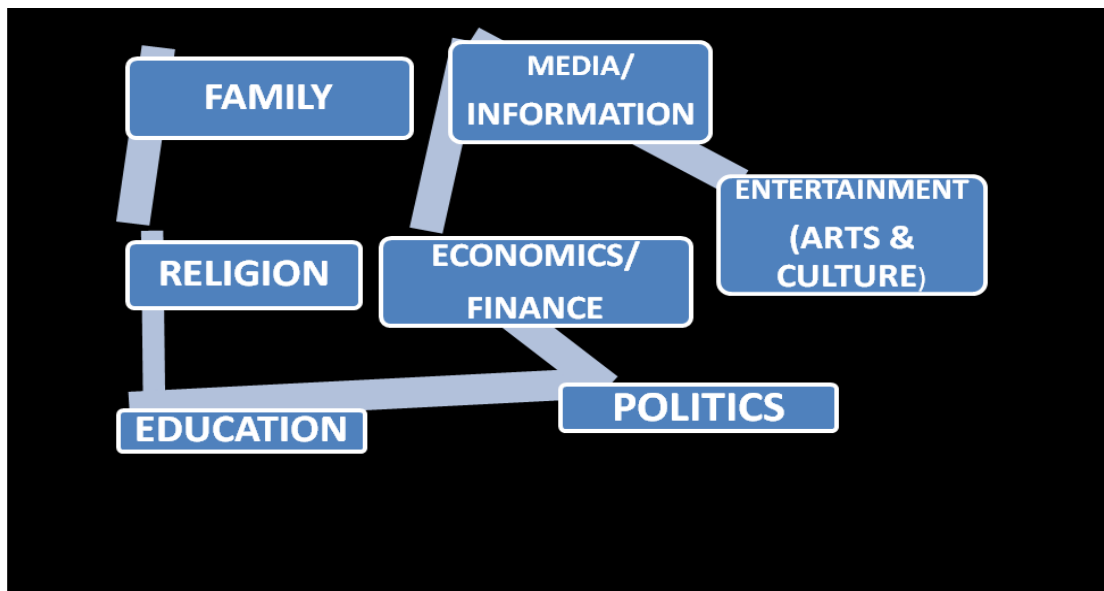 FAMILY
MEDIA/
INFORMATION
ENTERTAINMENT
(ARTS &
CULTURE)
RELIGION
ECONOMICS/
FINANCE
EDUCATION
POLITICS